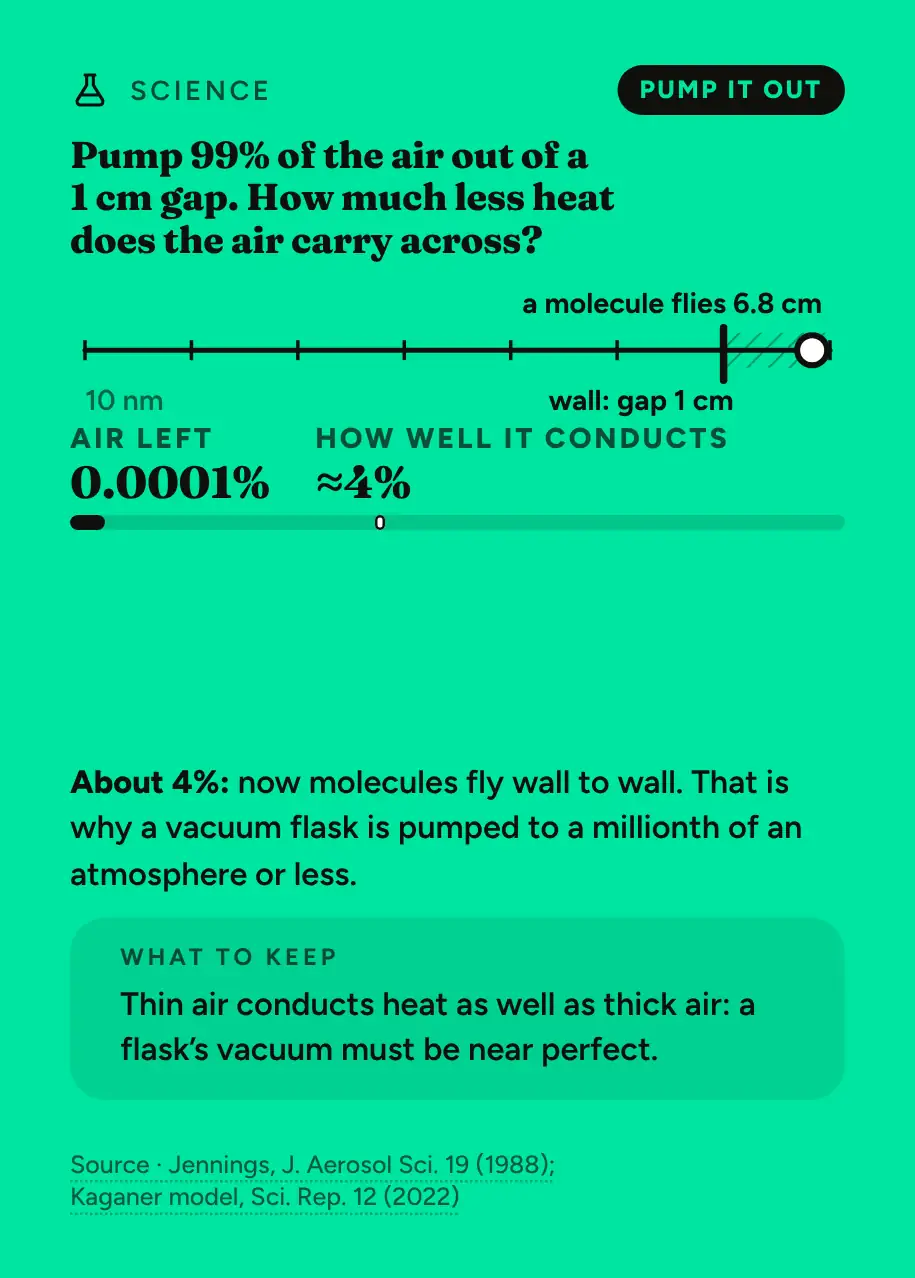 SCIENCE
PUMP IT OUT
Pump 99% of the air out of a
1 cm gap. How much less heat
does the air carry across?
a molecule flies 6.8 cm
10 nm
wall: gap 1 cm
AIR LEFT
HOW WELL IT CONDUCTS
0.0001%
≈4%
About 4%: now molecules fly wall to wall. That is
why a vacuum flask is pumped to a millionth of an
atmosphere or less.
WHAT TO KEEP
Thin air conducts heat as well as thick air: a
flask’s vacuum must be near perfect.
Source · Jennings, J. Aerosol Sci. 19 (1988);
Kaganer model, Sci. Rep. 12 (2022)